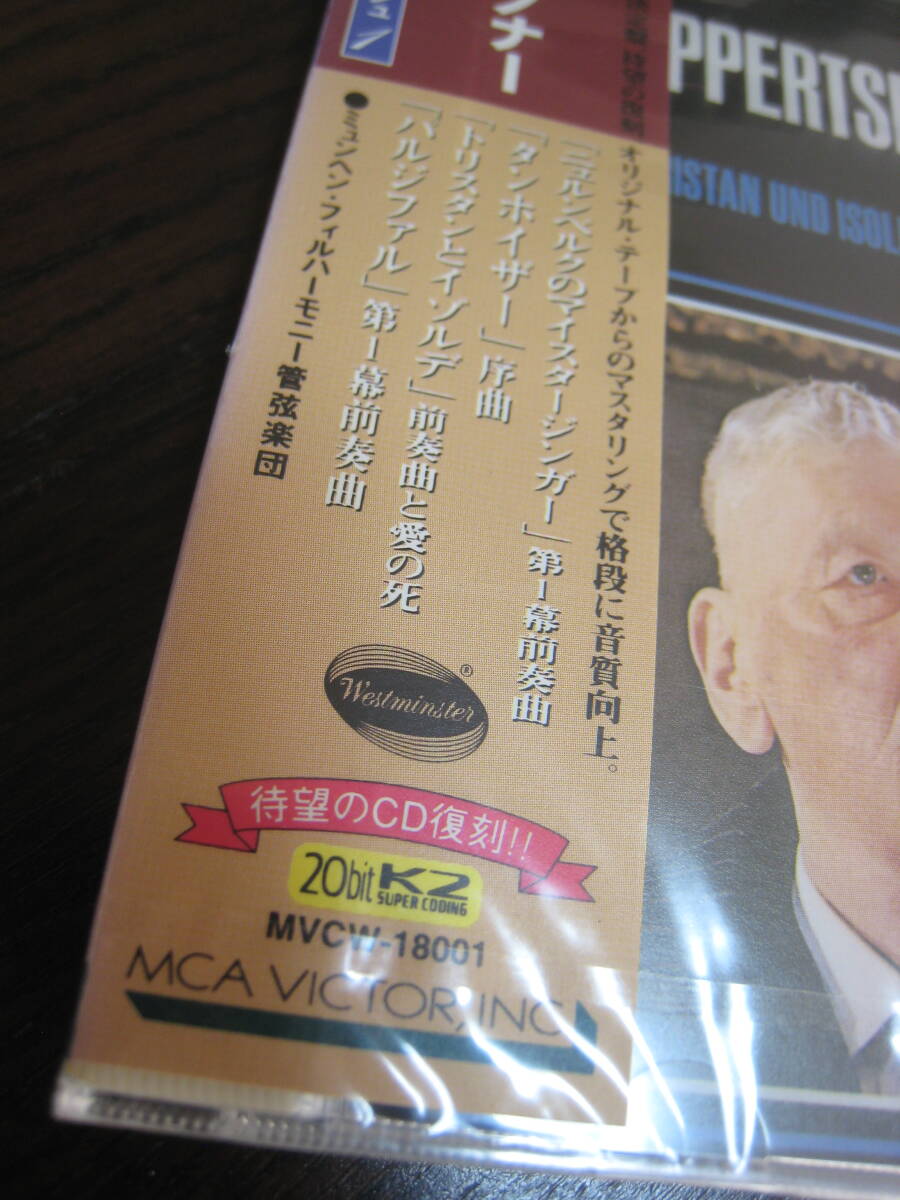 グナー
オリジナル・テープからのマスタリングで格段に音質向上。
「ニュルンベルクのマイスタージンガー」第1幕前奏曲
「タンホイザー」序曲
「トリスタンとイゾルデ」前奏曲と愛の死
「パルジファル」第1幕前奏曲
●ミュンヘン・フィルハーモニー管弦楽団
Westminster®
待望のCD復刻!!
20bit K2
SUPER CODING
MVCW-18001
MCA VICTOR, INC.
PPERTS
ISTAN UND ISOL